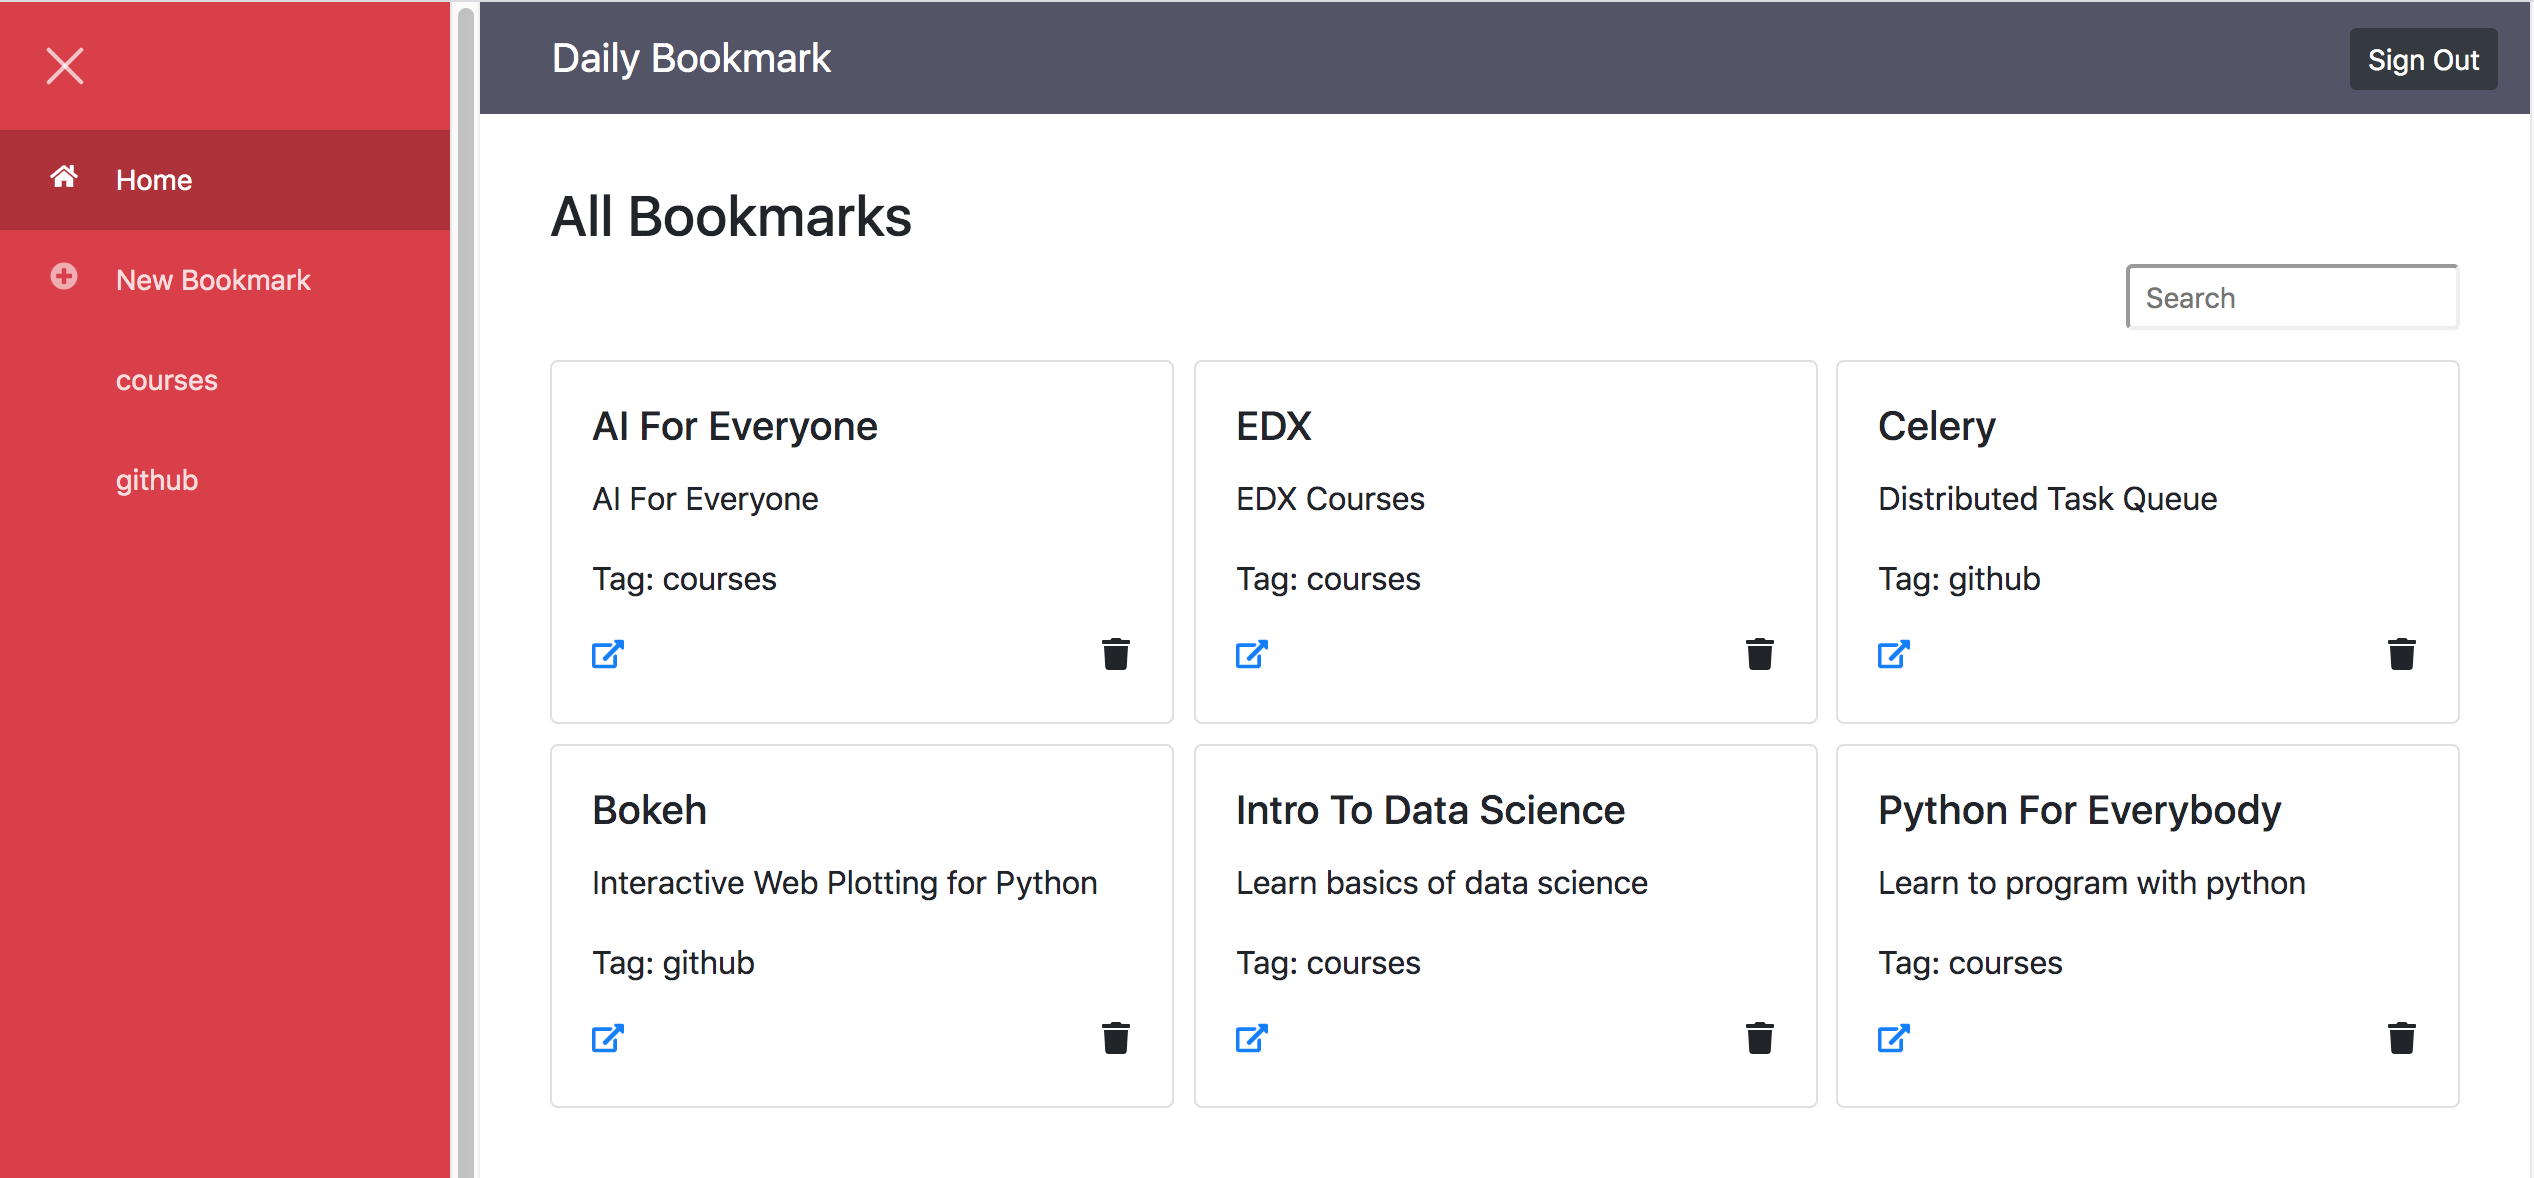 Home
New Bookmark
courses
github
Daily Bookmark
Sign Out
All Bookmarks
Search
AI For Everyone
AI For Everyone
Tag: courses
EDX
EDX Courses
Tag: courses
Celery
Distributed Task Queue
Tag: github
Bokeh
Interactive Web Plotting for Python
Tag: github
Intro To Data Science
Learn basics of data science
Tag: courses
Python For Everybody
Learn to program with python
Tag: courses